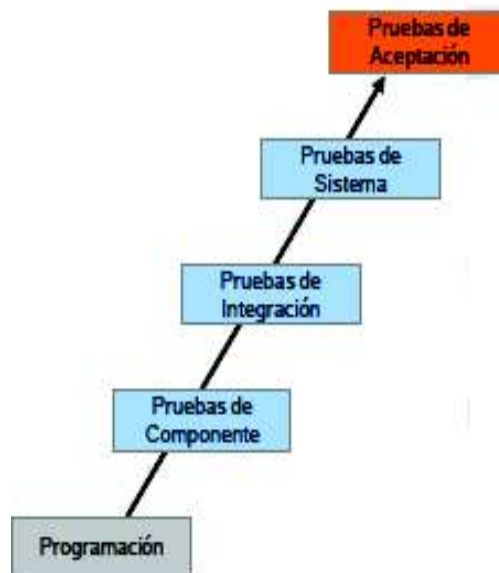 Pruebas de
Aceptación
Pruebas de
Sistema
Pruebas de
Integración
Pruebas de
Componente
Programación